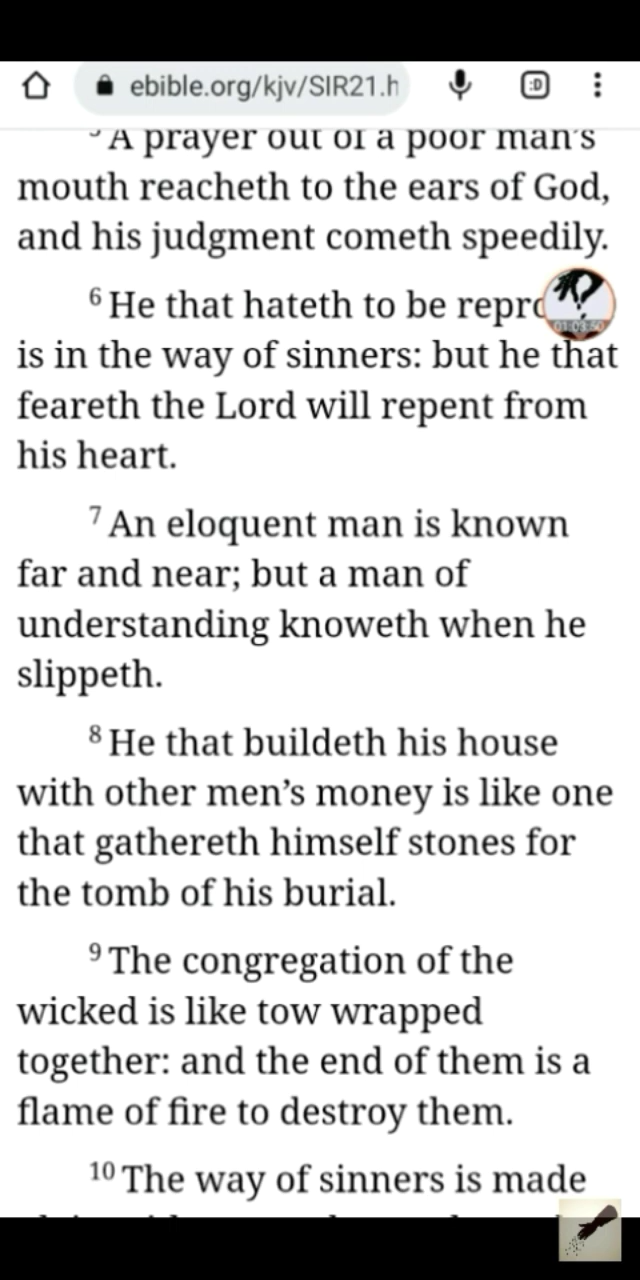 ebible.org/kjv/SIR21.h
:D
5 A prayer out of a poor man's
mouth reacheth to the ears of God,
and his judgment cometh speedily.
6 He that hateth to be
01:03:50
is in the way of sinners: but he that
feareth the Lord will repent from
his heart.
7 An eloquent man is known
far and near; but a man of
understanding knoweth when he
slippeth.
8 He that buildeth his house
with other men’s money is like one
that gathereth himself stones for
the tomb of his burial.
9 The congregation of the
wicked is like tow wrapped
together: and the end of them is a
flame of fire to destroy them.
10 The way of sinners is made